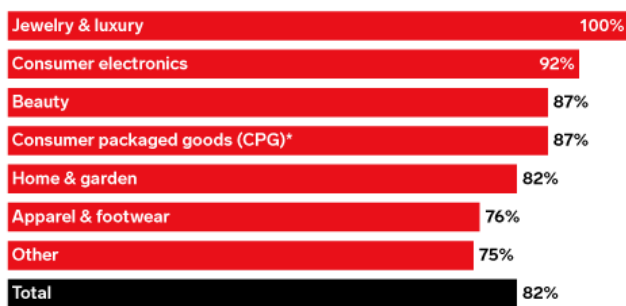 Jewelry & luxury 100%
Consumer electronics 92%
Beauty 87%
Consumer packaged goods (CPG)* 87%
Home & garden 82%
Apparel & footwear 76%
Other 75%
Total 82%